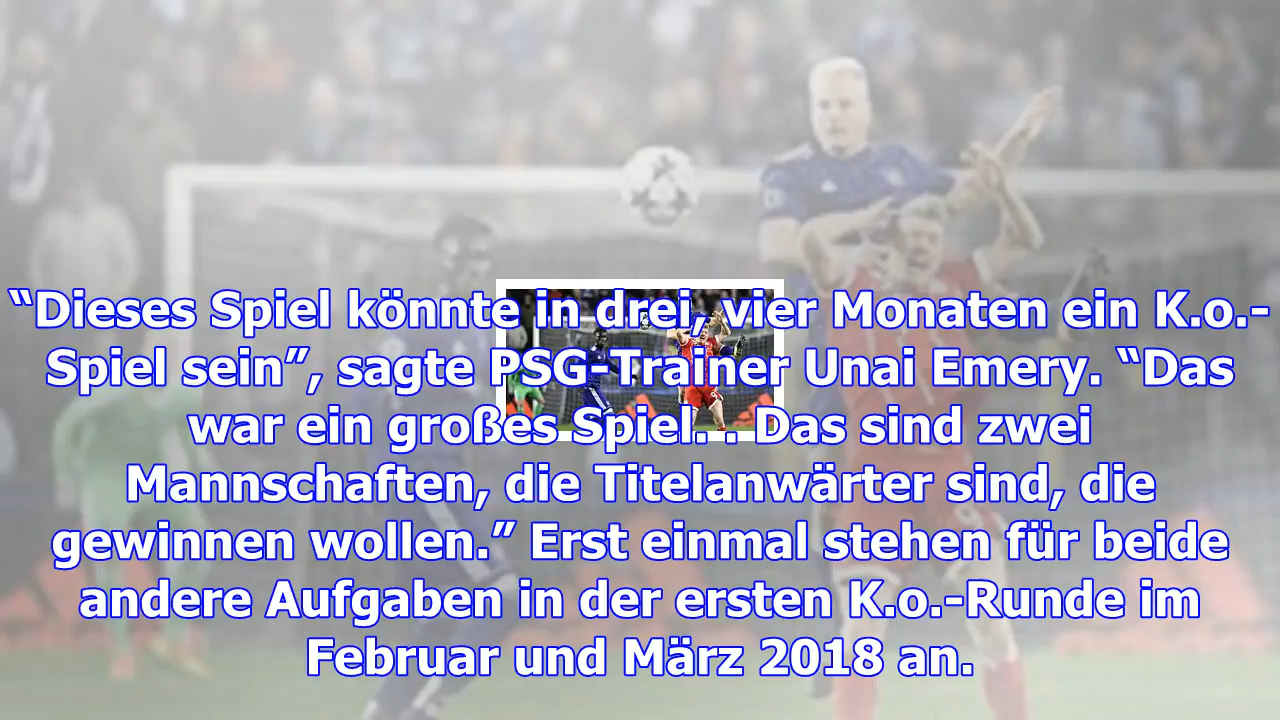 “Dieses Spiel könnte in drei, vier Monaten ein K.o.-
Spiel sein”, sagte PSG-Trainer Unai Emery. “Das
war ein großes Spiel. . Das sind zwei
Mannschaften, die Titelanwärter sind, die
gewinnen wollen.” Erst einmal stehen für beide
andere Aufgaben in der ersten K.o.-Runde im
Februar und März 2018 an.